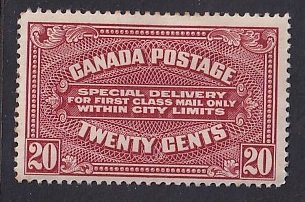 CANADA POSTAGE
SPECIAL DELIVERY
FOR FIRST CLASS MAIL ONLY
WITHIN CITY LIMITS
TWENTY CENTS
20 20